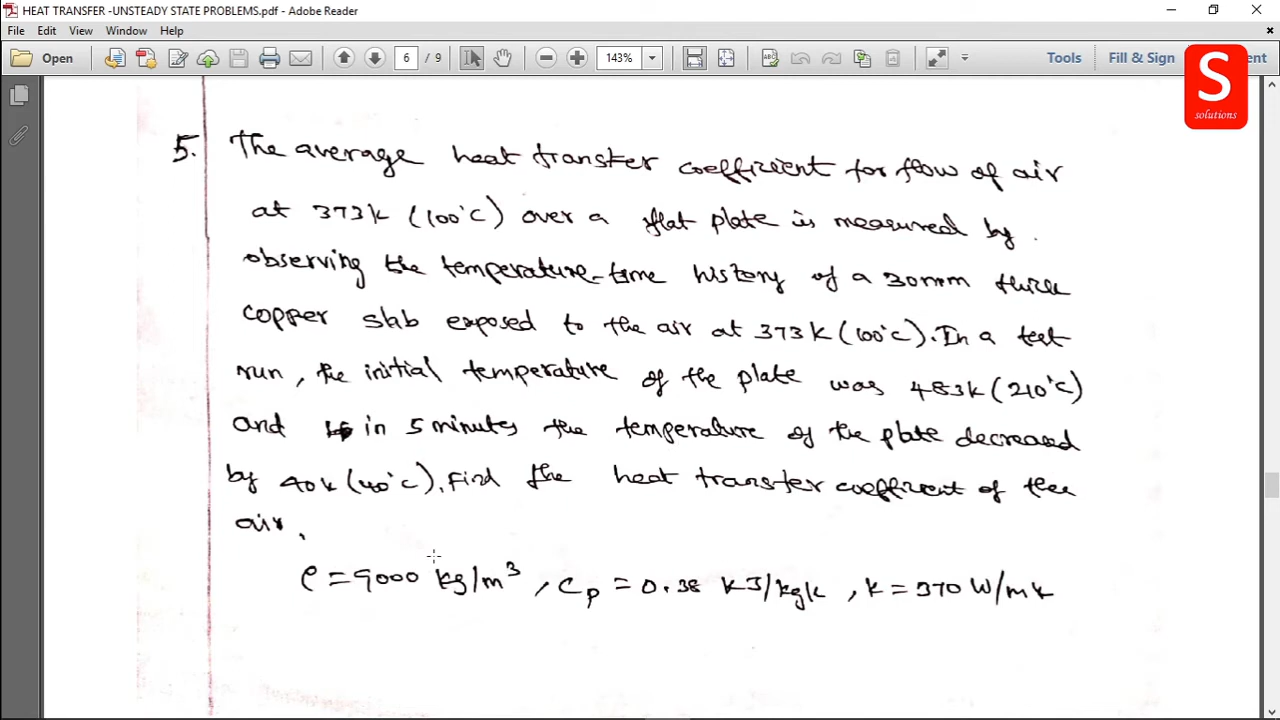 HEAT TRANSFER -UNSTEADY STATE PROBLEMS.pdf - Adobe Reader
File Edit View Window Help
Open 6 / 9 143% Tools Fill & Sign ent
S
solutions
5. The average heat transfer coefficient for flow of air
at 373k (100°C) over a flat plate is measured by
observing the temperature-time history of a 30mm thick
copper slab exposed to the air at 373K (100°C). In a test
run, the initial temperature of the plate was 483k (210°C)
and in 5 minutes the temperature of the plate decreased
by 40k (40°C). Find the heat transfer coefficient of the
air.
ρ = 9000 kg/m³, Cp = 0.38 KJ/kgk, k = 370 W/mk